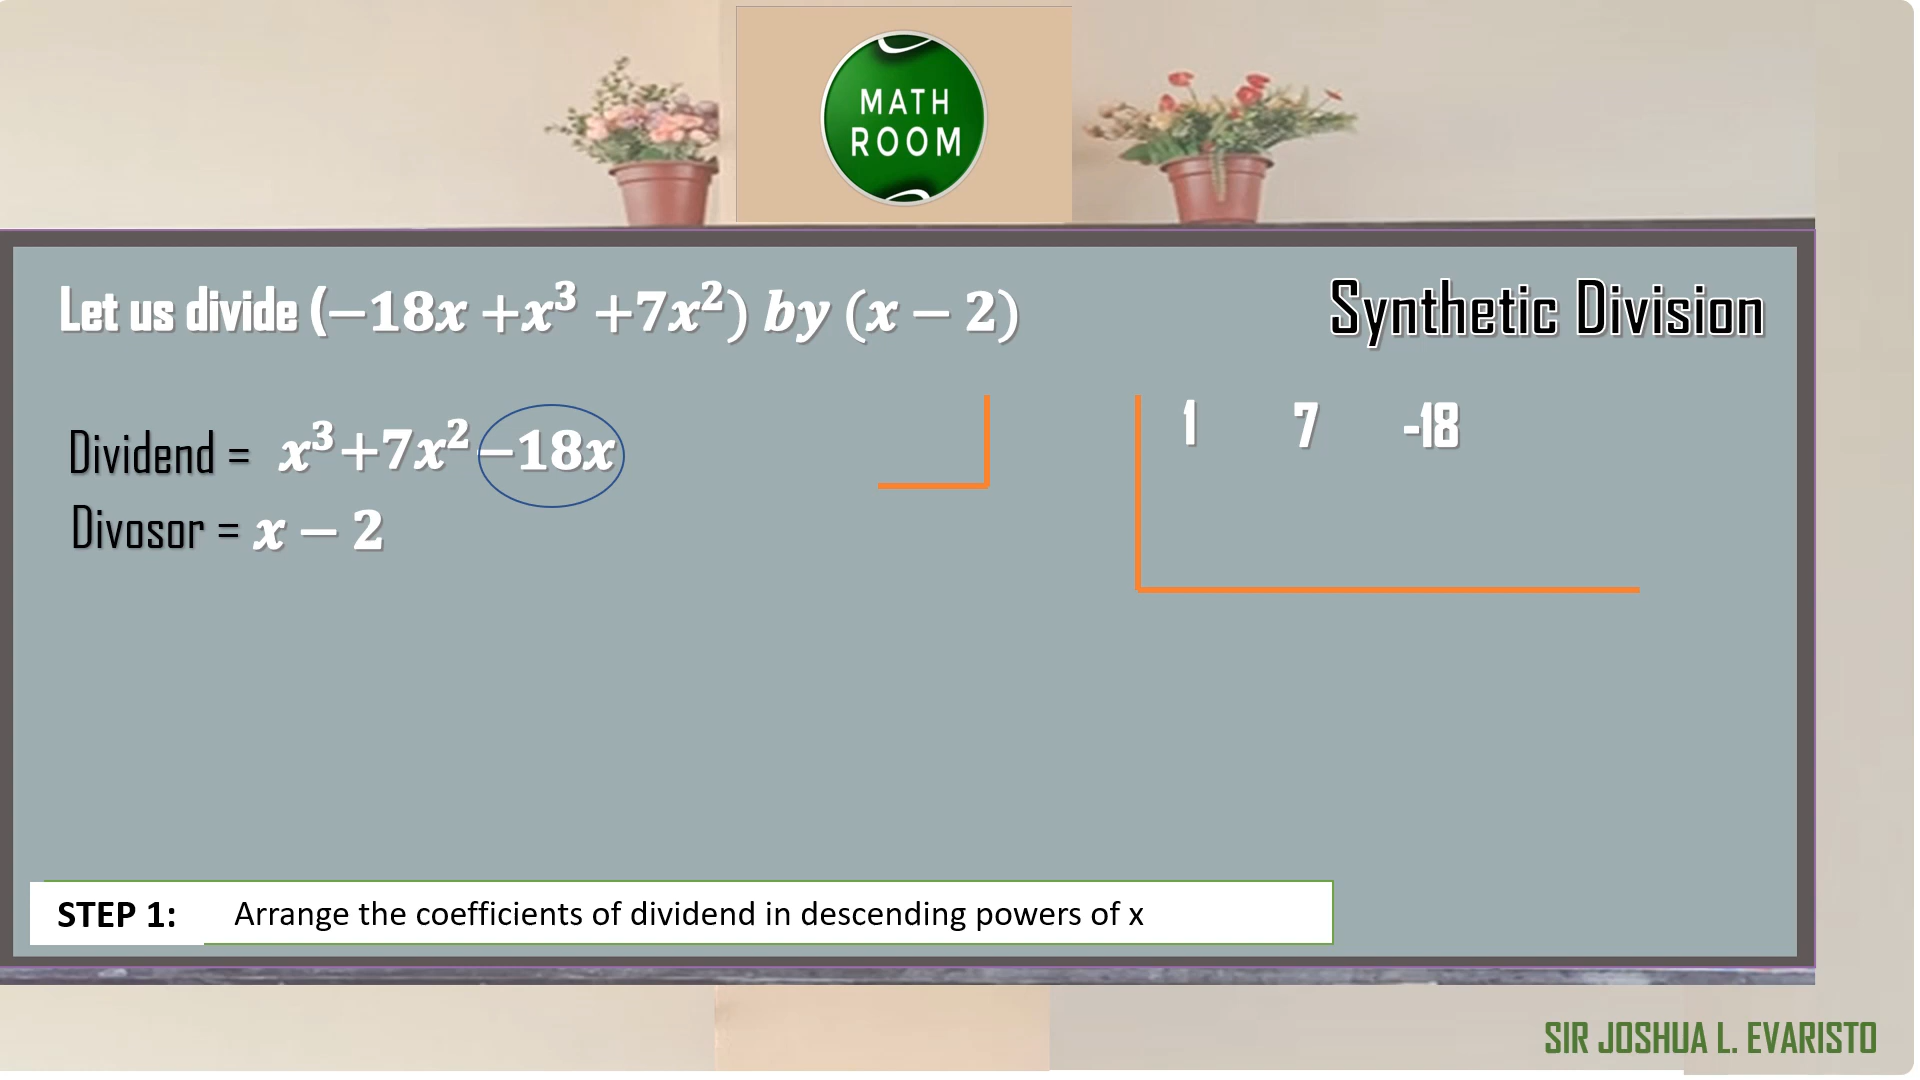 MATH
ROOM
Let us divide (−18x +x³ +7x²) by (x − 2)
Synthetic Division
Dividend = x³+7x²−18x
1 7 -18
Divosor = x − 2
STEP 1: Arrange the coefficients of dividend in descending powers of x
SIR JOSHUA L. EVARISTO